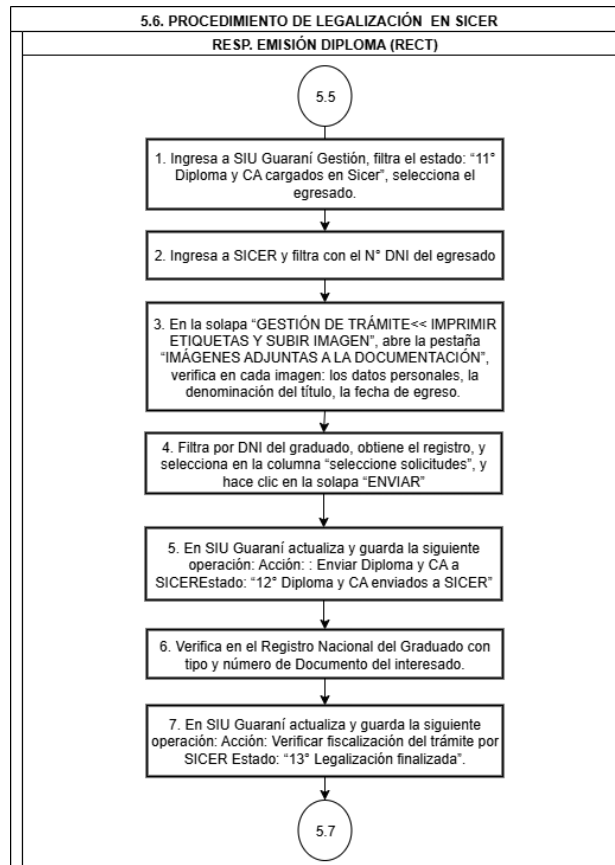 5.6. PROCEDIMIENTO DE LEGALIZACIÓN EN SICER
RESP. EMISIÓN DIPLOMA (RECT)
5.5
1. Ingresa a SIU Guaraní Gestión, filtra el estado: “11°
Diploma y CA cargados en Sicer”, selecciona el
egresado.
2. Ingresa a SICER y filtra con el N° DNI del egresado
3. En la solapa “GESTIÓN DE TRÁMITE<< IMPRIMIR
ETIQUETAS Y SUBIR IMAGEN”, abre la pestaña
“IMÁGENES ADJUNTAS A LA DOCUMENTACIÓN”,
verifica en cada imagen: los datos personales, la
denominación del título, la fecha de egreso.
4. Filtra por DNI del graduado, obtiene el registro, y
selecciona en la columna “seleccione solicitudes”, y
hace clic en la solapa “ENVIAR”
5. En SIU Guaraní actualiza y guarda la siguiente
operación: Acción: : Enviar Diploma y CA a
SICEREstado: “12° Diploma y CA enviados a SICER”
6. Verifica en el Registro Nacional del Graduado con
tipo y número de Documento del interesado.
7. En SIU Guaraní actualiza y guarda la siguiente
operación: Acción: Verificar fiscalización del trámite por
SICER Estado: “13° Legalización finalizada”.
5.7